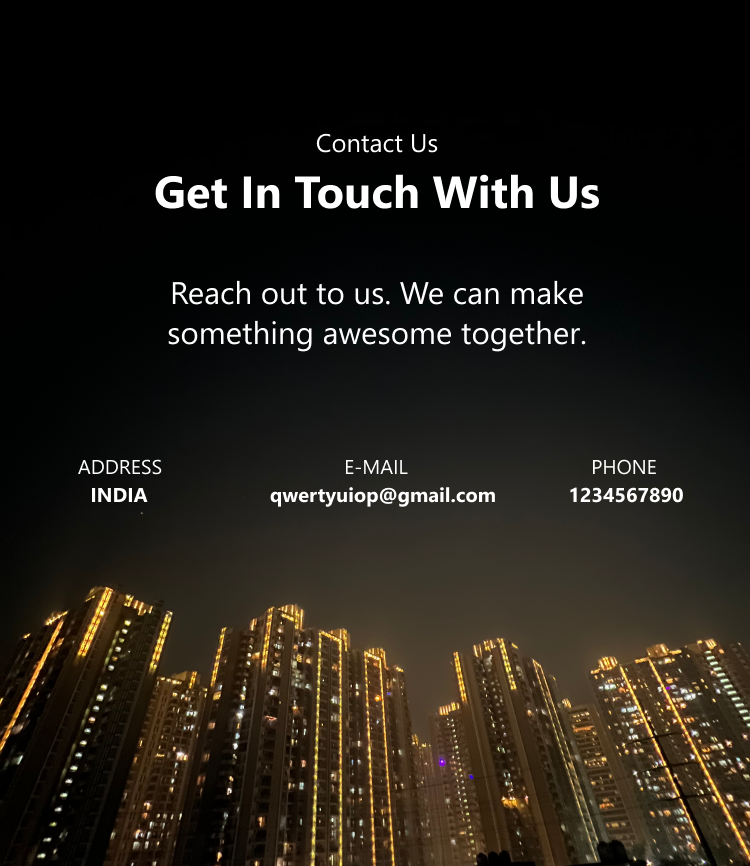 Contact Us
Get In Touch With Us
Reach out to us. We can make
something awesome together.
ADDRESS E-MAIL PHONE
INDIA qwertyuiop@gmail.com 1234567890